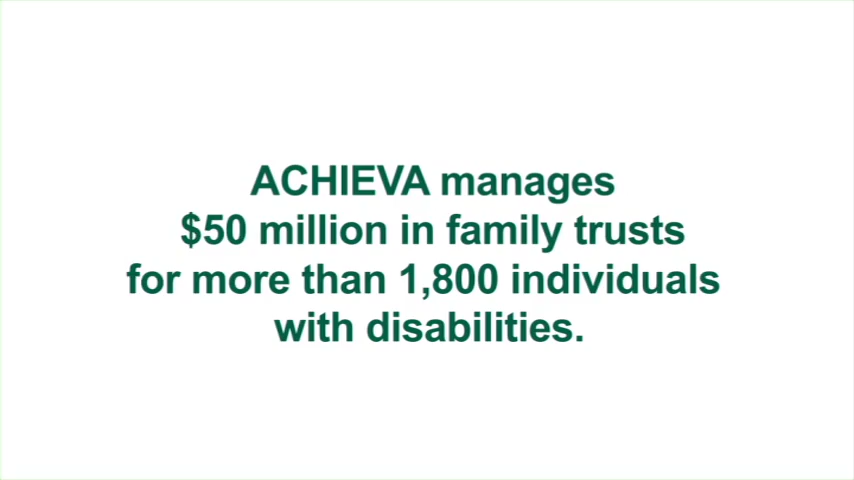 ACHIEVA manages
$50 million in family trusts
for more than 1,800 individuals
with disabilities.